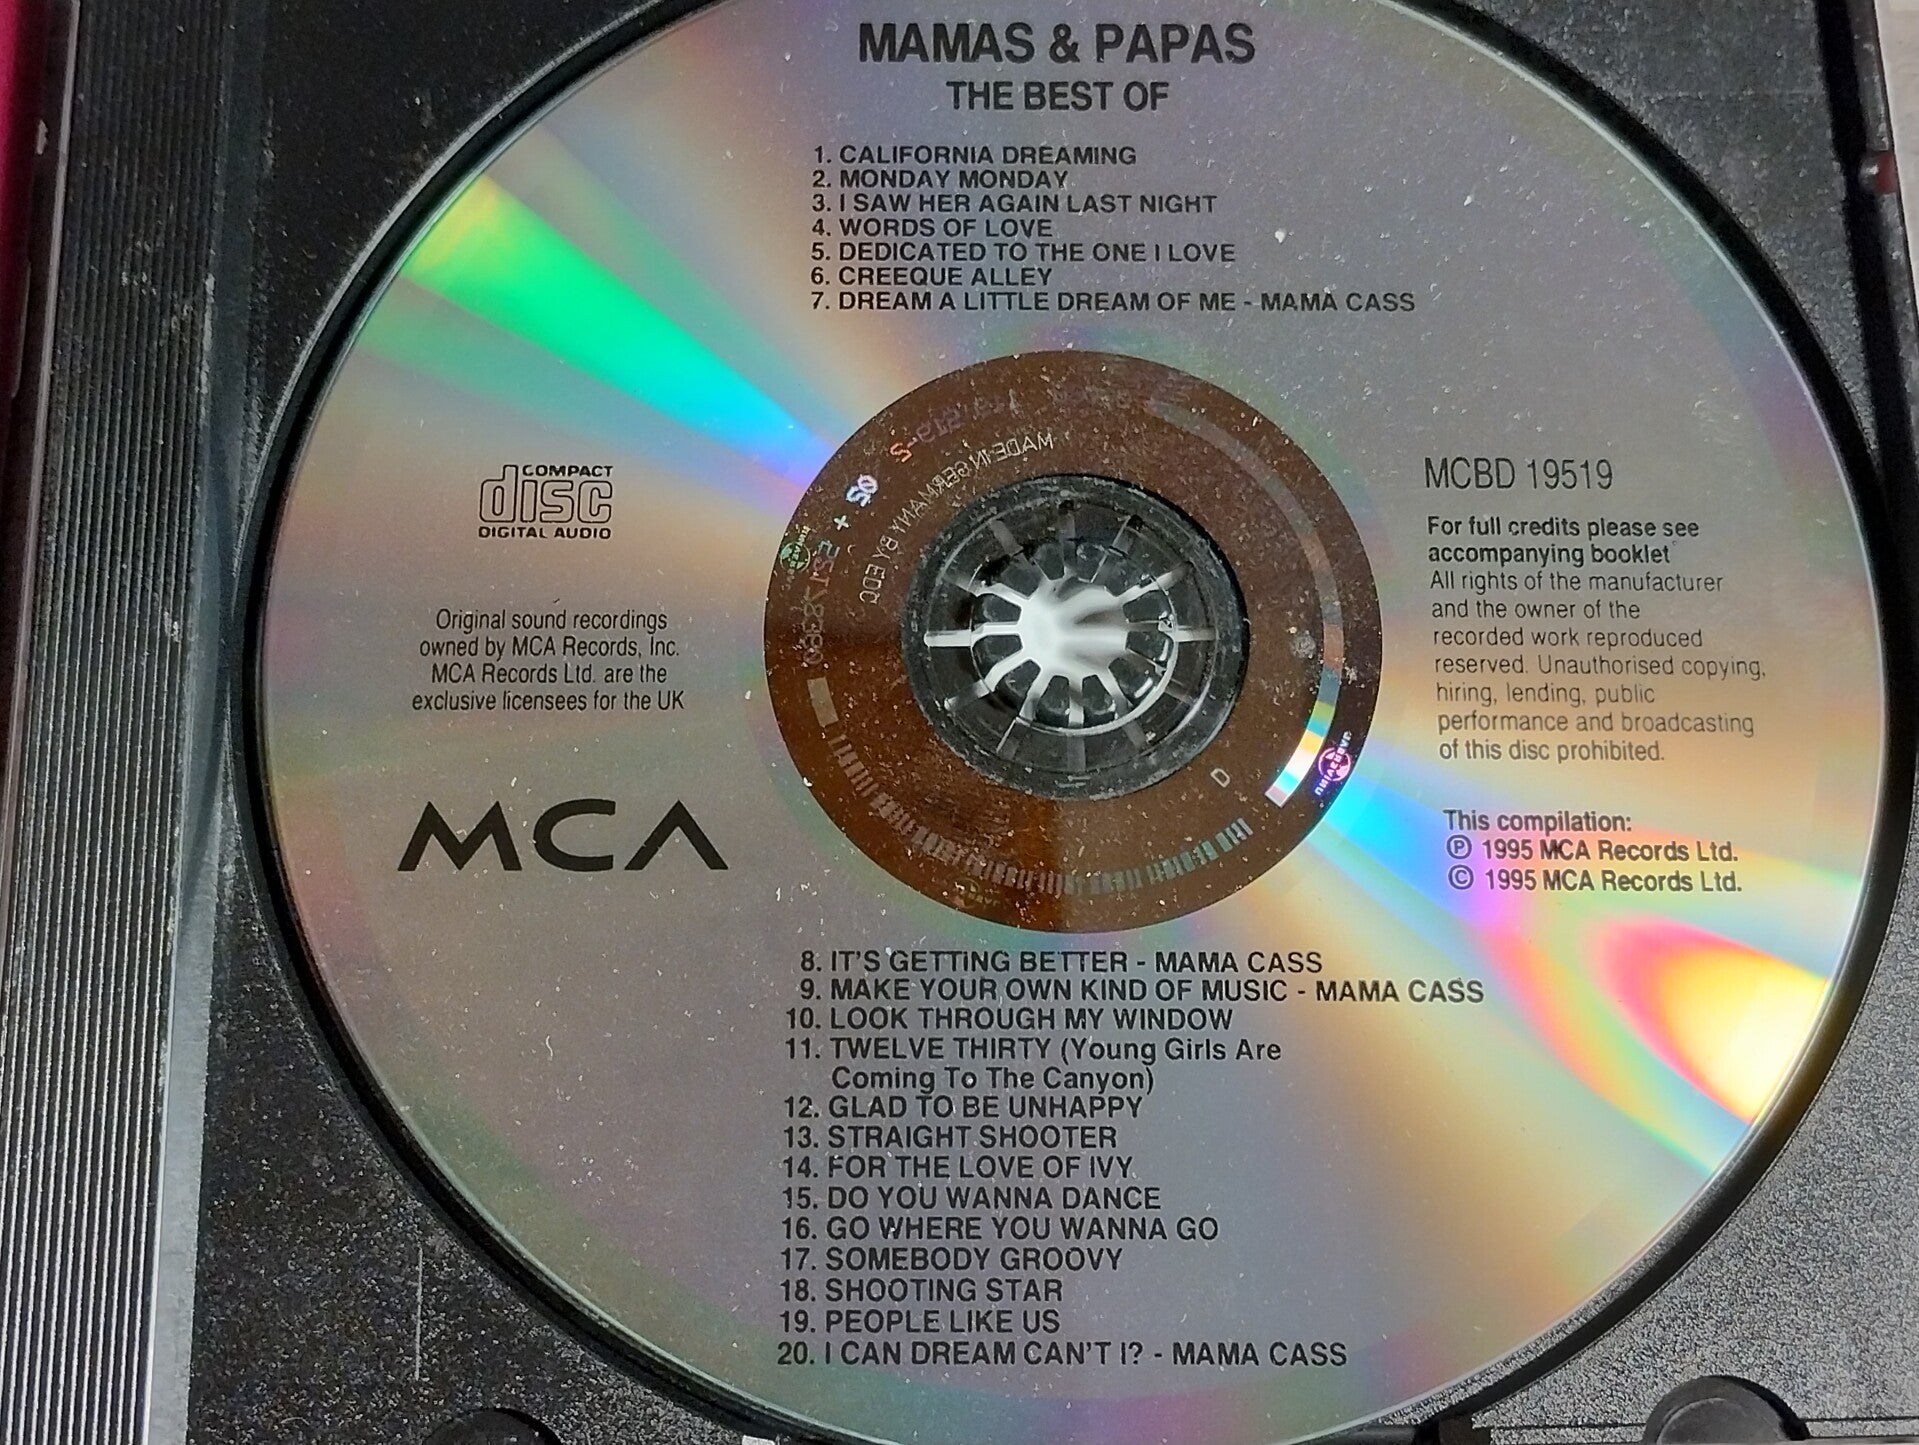 MAMAS & PAPAS
THE BEST OF
1. CALIFORNIA DREAMING
2. MONDAY MONDAY
3. I SAW HER AGAIN LAST NIGHT
4. WORDS OF LOVE
5. DEDICATED TO THE ONE I LOVE
6. CREEQUE ALLEY
7. DREAM A LITTLE DREAM OF ME - MAMA CASS
COMPACT
disc
DIGITAL AUDIO
Original sound recordings
owned by MCA Records, Inc.
MCA Records Ltd. are the
exclusive licensees for the UK
MCA
MADE IN GERMANY BY EDC
MCBD 19519
For full credits please see
accompanying booklet
All rights of the manufacturer
and the owner of the
recorded work reproduced
reserved. Unauthorised copying,
hiring, lending, public
performance and broadcasting
of this disc prohibited.
This compilation:
℗ 1995 MCA Records Ltd.
© 1995 MCA Records Ltd.
8. IT'S GETTING BETTER - MAMA CASS
9. MAKE YOUR OWN KIND OF MUSIC - MAMA CASS
10. LOOK THROUGH MY WINDOW
11. TWELVE THIRTY (Young Girls Are
Coming To The Canyon)
12. GLAD TO BE UNHAPPY
13. STRAIGHT SHOOTER
14. FOR THE LOVE OF IVY
15. DO YOU WANNA DANCE
16. GO WHERE YOU WANNA GO
17. SOMEBODY GROOVY
18. SHOOTING STAR
19. PEOPLE LIKE US
20. I CAN DREAM CAN'T I? - MAMA CASS